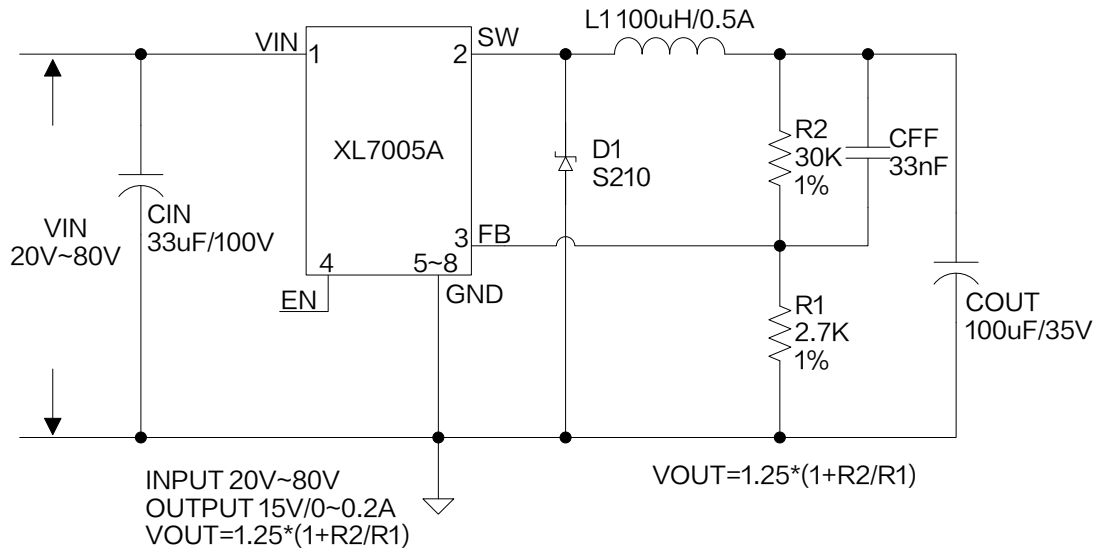 L1 100uH/0.5A
VIN
1
2
SW
XL7005A
D1
S210
R2
30K
1%
CFF
33nF
CIN
33uF/100V
VIN
20V~80V
3
FB
4
5~8
EN
GND
R1
2.7K
1%
COUT
100uF/35V
INPUT 20V~80V
OUTPUT 15V/0~0.2A
VOUT=1.25*(1+R2/R1)
VOUT=1.25*(1+R2/R1)